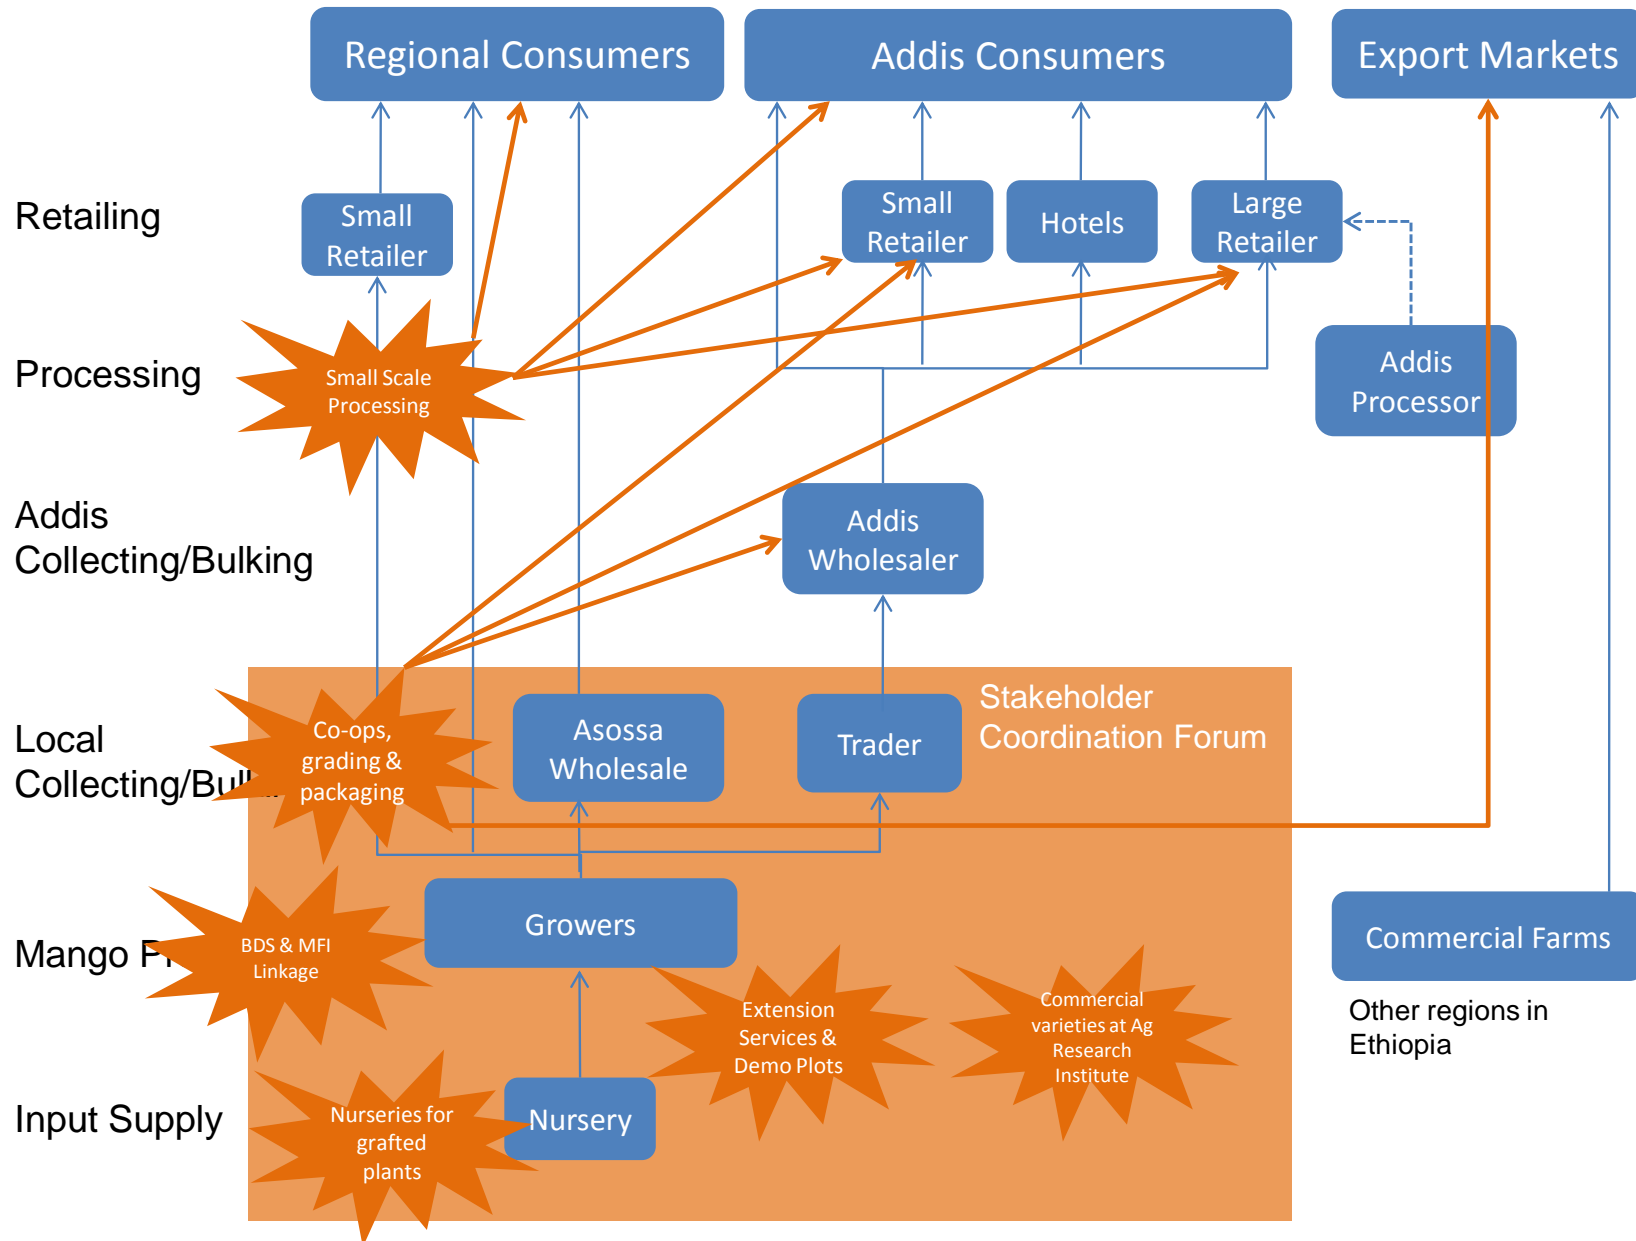 Regional Consumers
Addis Consumers
Export Markets
Retailing
Small
Retailer
Small
Retailer
Hotels
Large
Retailer
Processing
Small Scale
Processing
Addis
Processor
Addis
Collecting/Bulking
Addis
Wholesaler
Local
Collecting/Bulki
Co-ops,
grading &
packaging
Asossa
Wholesale
Trader
Stakeholder
Coordination Forum
Mango Pr
BDS & MFI
Linkage
Growers
Commercial Farms
Other regions in
Ethiopia
Extension
Services &
Demo Plots
Commercial
varieties at Ag
Research
Institute
Input Supply
Nurseries for
grafted
plants
Nursery